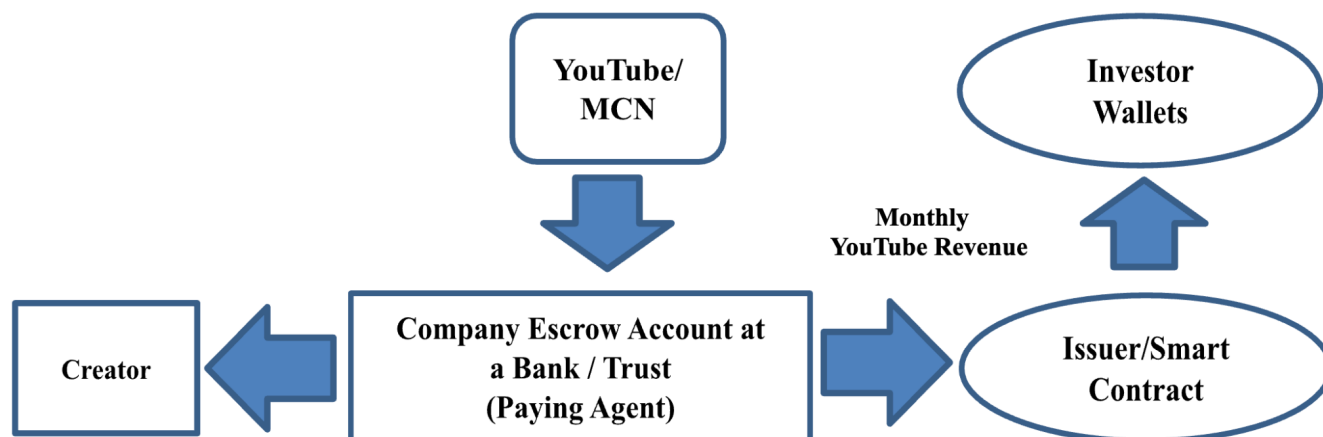 YouTube/
MCN
Investor
Wallets
Monthly
YouTube Revenue
Creator
Company Escrow Account at
a Bank / Trust
(Paying Agent)
Issuer/Smart
Contract